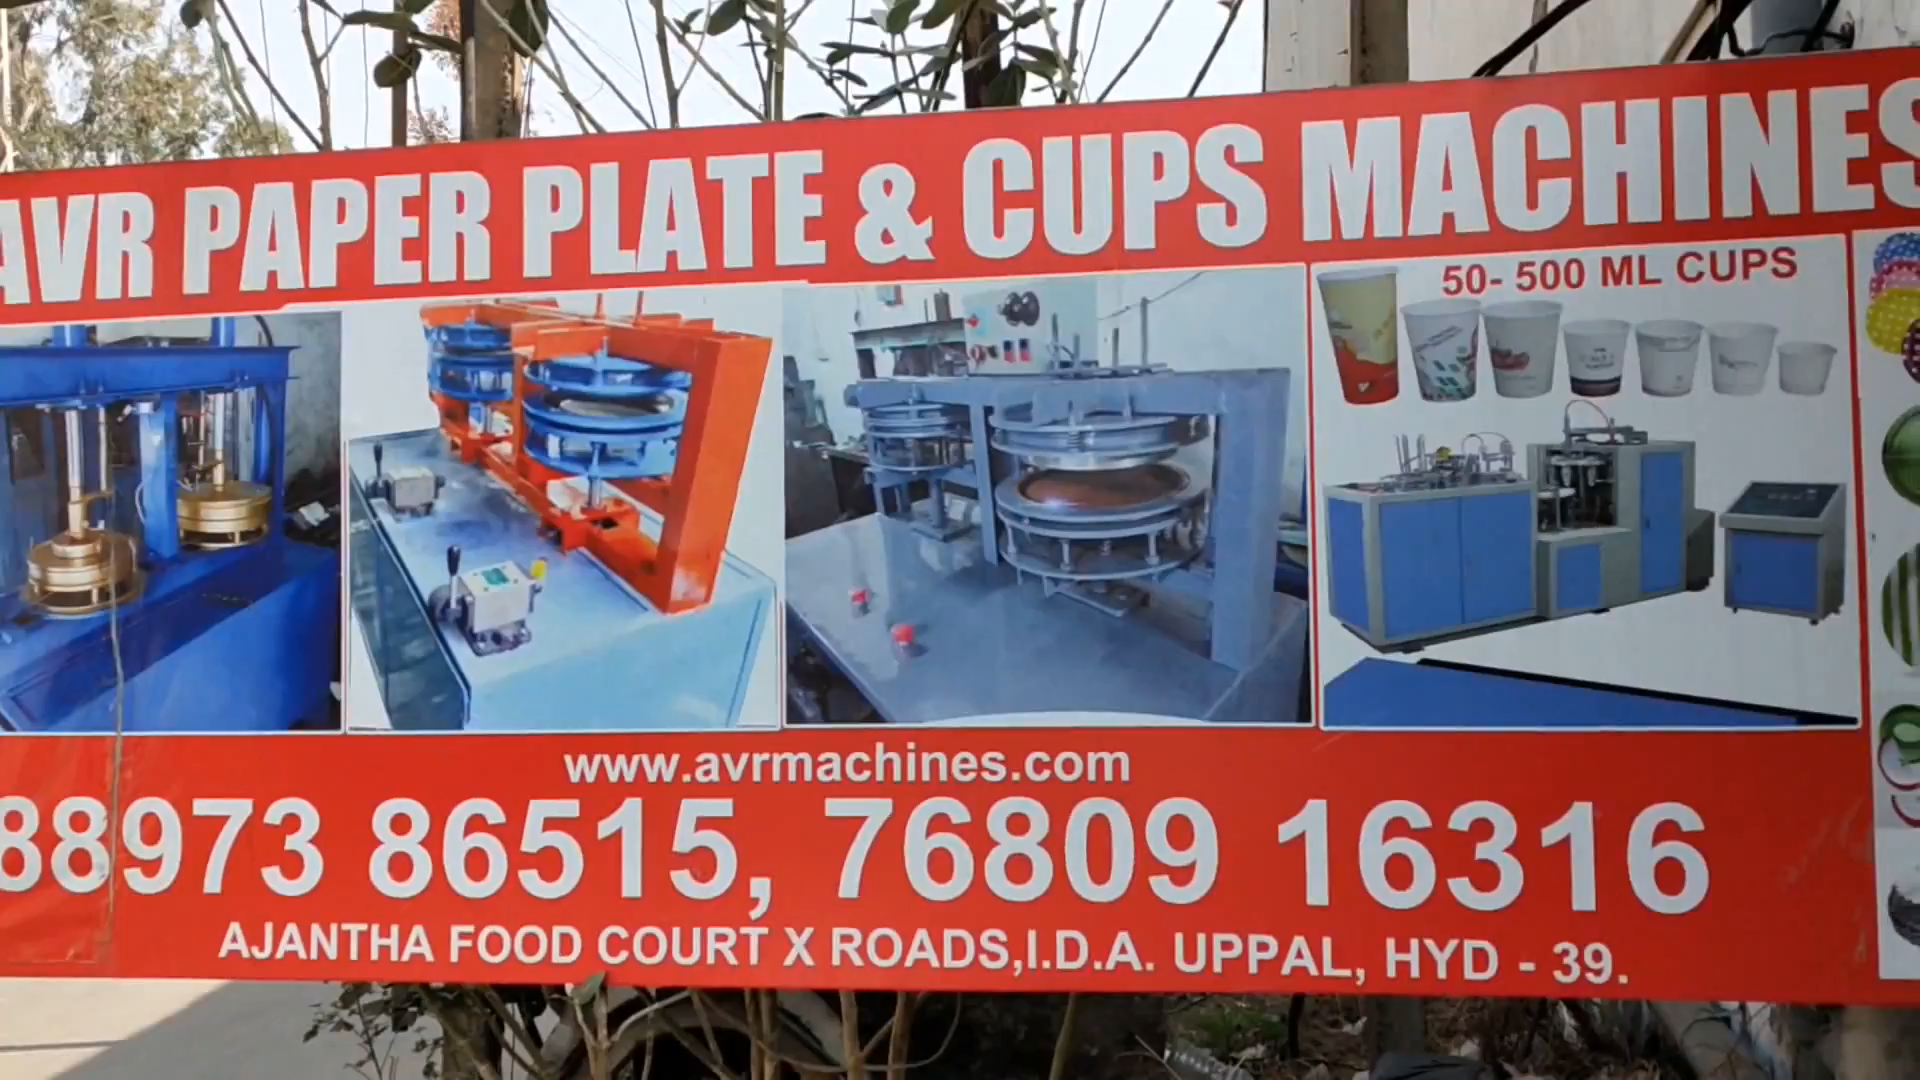 AVR PAPER PLATE & CUPS MACHINES
50- 500 ML CUPS
www.avrmachines.com
88973 86515, 76809 16316
AJANTHA FOOD COURT X ROADS,I.D.A. UPPAL, HYD - 39.